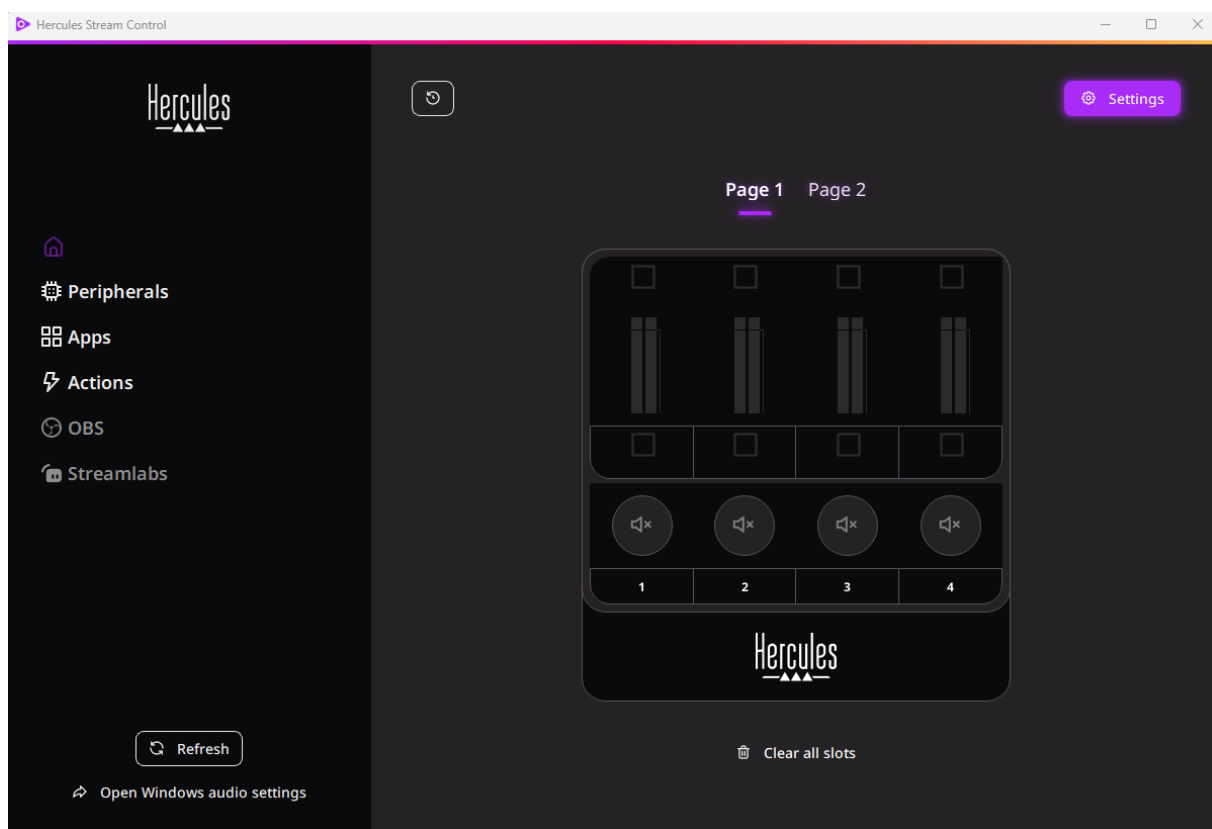 Hercules Stream Control
Hercules
Settings
Page 1 Page 2
Peripherals
Apps
Actions
OBS
Streamlabs
1 2 3 4
Hercules
Refresh
Clear all slots
Open Windows audio settings